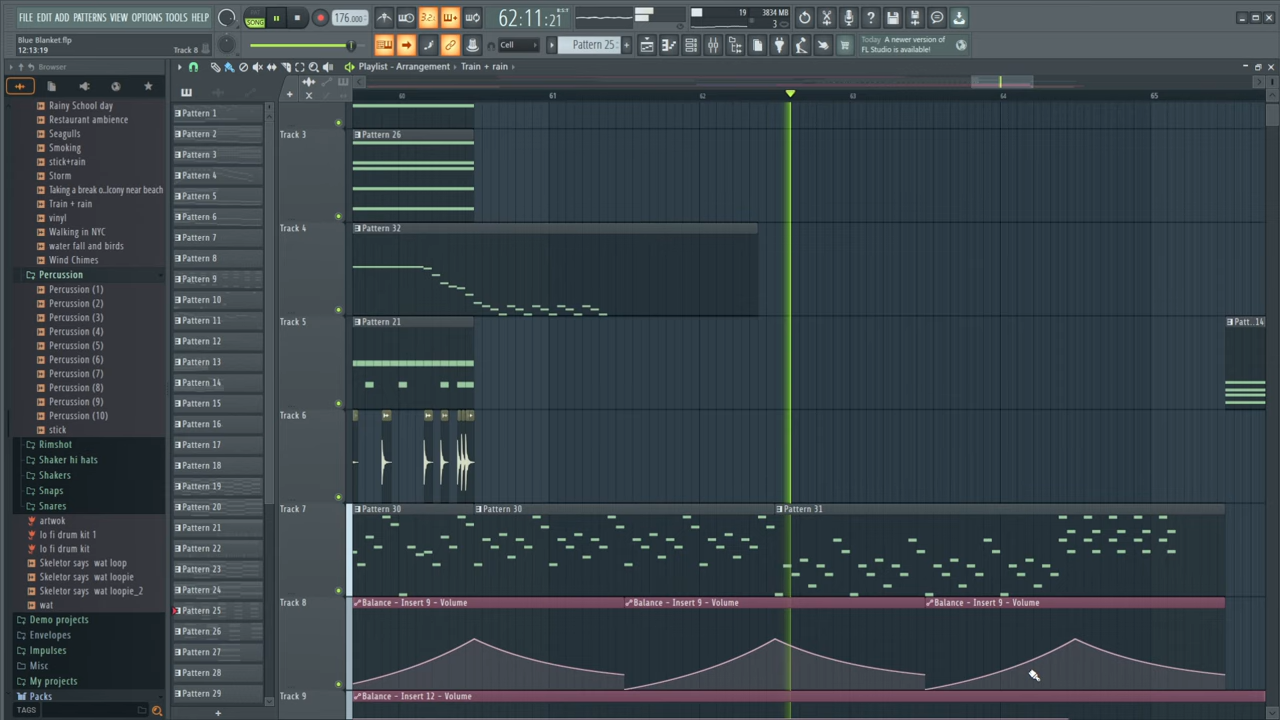 FILE EDIT ADD PATTERNS VIEW OPTIONS TOOLS HELP
SONG
176.000
3.2
62:11:21
19
3834 MB
3
Blue Blanket.flp
12:13:19
Track 8
Cell
Pattern 25
Today
A newer version of
FL Studio is available!
Browser
Playlist - Arrangement
Train + rain
Rainy School day
Restaurant ambience
Seagulls
Smoking
stick+rain
Storm
Taking a break o..lcony near beach
Train + rain
vinyl
Walking in NYC
water fall and birds
Wind Chimes
Percussion
Percussion (1)
Percussion (2)
Percussion (3)
Percussion (4)
Percussion (5)
Percussion (6)
Percussion (7)
Percussion (8)
Percussion (9)
Percussion (10)
stick
Rimshot
Shaker hi hats
Shakers
Snaps
Snares
artwok
lo fi drum kit 1
lo fi drum kit
Skeletor says wat loop
Skeletor says wat loopie
Skeletor says wat loopie_2
wat
Demo projects
Envelopes
Impulses
Misc
My projects
Packs
TAGS
Pattern 1
Pattern 2
Pattern 3
Pattern 4
Pattern 5
Pattern 6
Pattern 7
Pattern 8
Pattern 9
Pattern 10
Pattern 11
Pattern 12
Pattern 13
Pattern 14
Pattern 15
Pattern 16
Pattern 17
Pattern 18
Pattern 19
Pattern 20
Pattern 21
Pattern 22
Pattern 23
Pattern 24
Pattern 25
Pattern 26
Pattern 27
Pattern 28
Pattern 29
60 61 62 63 64 65
Track 3
Pattern 26
Track 4
Pattern 32
Track 5
Pattern 21
Patt..14
Track 6
Track 7
Pattern 30
Pattern 30
Pattern 31
Track 8
Balance - Insert 9 - Volume
Balance - Insert 9 - Volume
Balance - Insert 9 - Volume
Track 9
Balance - Insert 12 - Volume